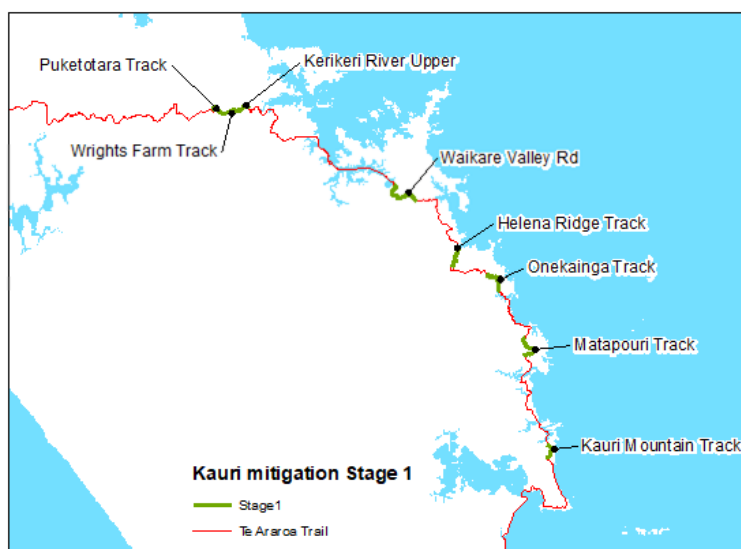 Puketotara Track
Kerikeri River Upper
Wrights Farm Track
Waikare Valley Rd
Helena Ridge Track
Onekainga Track
Matapouri Track
Kauri Mountain Track
Kauri mitigation Stage 1
Stage1
Te Araroa Trail